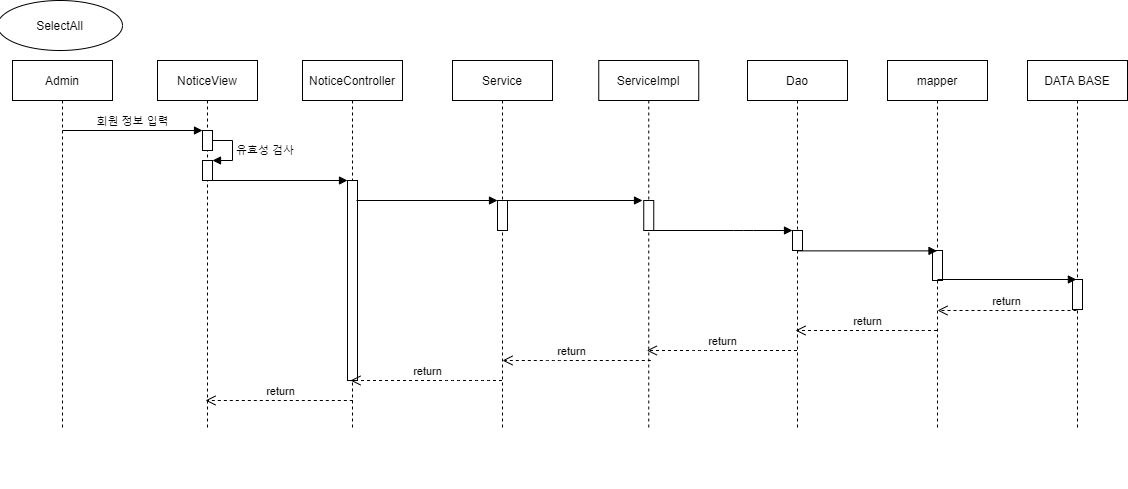 SelectAll
Admin
NoticeView
NoticeController
Service
ServiceImpl
Dao
mapper
DATA BASE
회원 정보 입력
유효성 검사
return
return
return
return
return
return